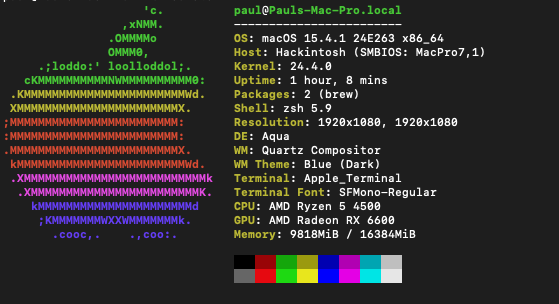 'c.
,xNMM.
.OMMMMo
OMMM0,
.;loddo:' loolloddol;.
cKMMMMMMMMMMNWMMMMMMMMMM0:
.KMMMMMMMMMMMMMMMMMMMMMMMWd.
XMMMMMMMMMMMMMMMMMMMMMMMX.
;MMMMMMMMMMMMMMMMMMMMMMMM:
:MMMMMMMMMMMMMMMMMMMMMMMM:
.MMMMMMMMMMMMMMMMMMMMMMMMX.
kMMMMMMMMMMMMMMMMMMMMMMMMWd.
.XMMMMMMMMMMMMMMMMMMMMMMMMMMk
.XMMMMMMMMMMMMMMMMMMMMMMMMK.
kMMMMMMMMMMMMMMMMMMMMMMd
;KMMMMMMMWXXWMMMMMMMk.
.cooc,. .,coo:.
paul@Pauls-Mac-Pro.local
------------------------
OS: macOS 15.4.1 24E263 x86_64
Host: Hackintosh (SMBIOS: MacPro7,1)
Kernel: 24.4.0
Uptime: 1 hour, 8 mins
Packages: 2 (brew)
Shell: zsh 5.9
Resolution: 1920x1080, 1920x1080
DE: Aqua
WM: Quartz Compositor
WM Theme: Blue (Dark)
Terminal: Apple_Terminal
Terminal Font: SFMono-Regular
CPU: AMD Ryzen 5 4500
GPU: AMD Radeon RX 6600
Memory: 9818MiB / 16384MiB